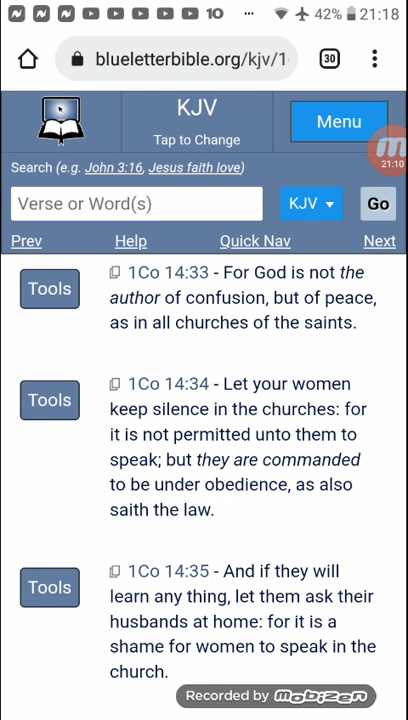 10 ... 42% 21:18
blueletterbible.org/kjv/1 30
KJV
Tap to Change
Menu
21:10
Search (e.g. John 3:16, Jesus faith love)
Verse or Word(s) KJV Go
Prev Help Quick Nav Next
Tools
1Co 14:33 - For God is not the
author of confusion, but of peace,
as in all churches of the saints.
Tools
1Co 14:34 - Let your women
keep silence in the churches: for
it is not permitted unto them to
speak; but they are commanded
to be under obedience, as also
saith the law.
Tools
1Co 14:35 - And if they will
learn any thing, let them ask their
husbands at home: for it is a
shame for women to speak in the
church.
Recorded by mobizen